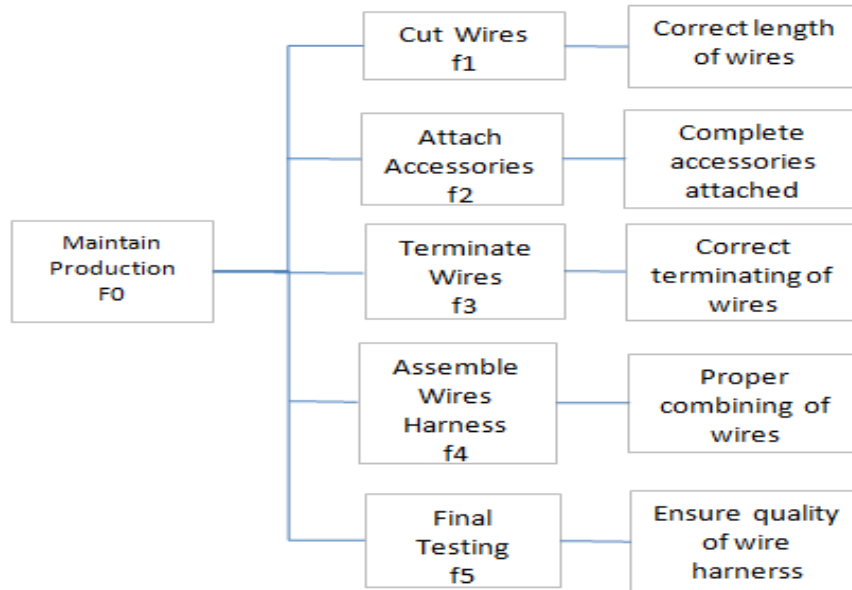 Cut Wires
f1
Correct length
of wires
Attach
Accessories
f2
Complete
accessories
attached
Maintain
Production
F0
Terminate
Wires
f3
Correct
terminating of
wires
Assemble
Wires
Harness
f4
Proper
combining of
wires
Final
Testing
f5
Ensure quality
of wire
harnerss